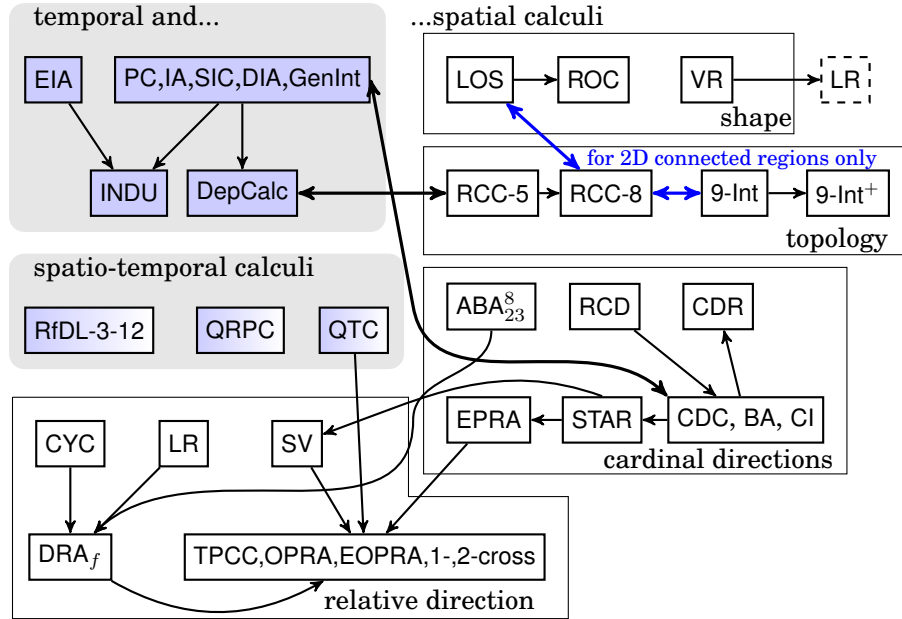 temporal and...
...spatial calculi
EIA
PC,IA,SIC,DIA,GenInt
LOS
ROC
VR
LR
shape
for 2D connected regions only
INDU
DepCalc
RCC-5
RCC-8
9-Int
9-Int⁺
topology
spatio-temporal calculi
RfDL-3-12
QRPC
QTC
ABA₂₃⁸
RCD
CDR
EPRA
STAR
CDC, BA, CI
cardinal directions
CYC
LR
SV
DRA_f
TPCC,OPRA,EOPRA,1-,2-cross
relative direction